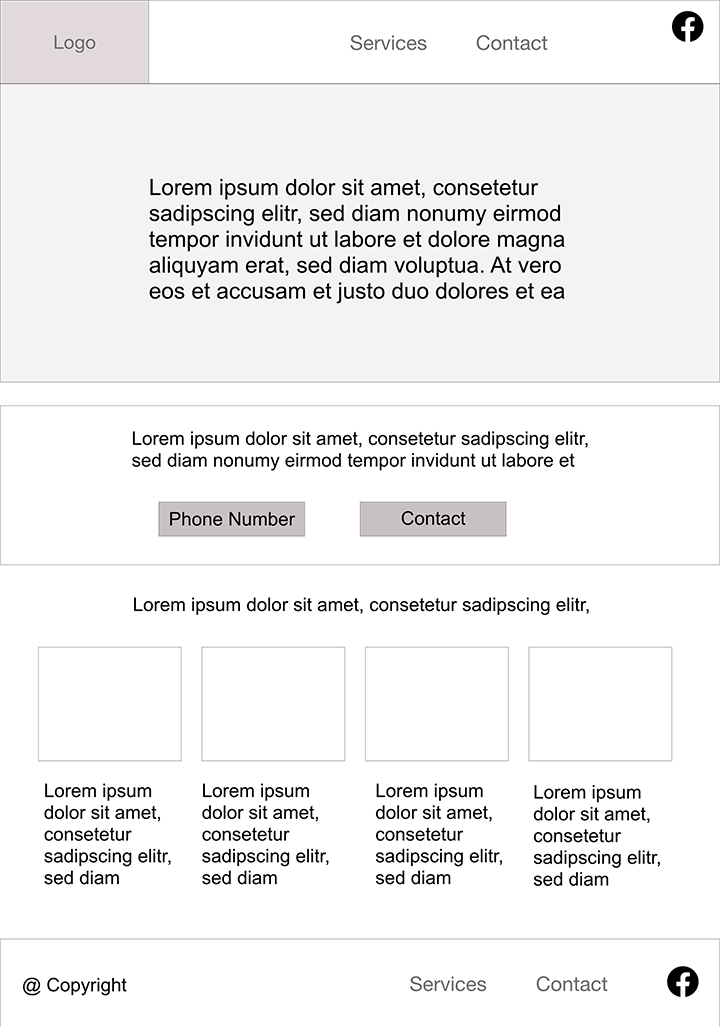 Logo
Services
Contact
Lorem ipsum dolor sit amet, consetetur
sadipscing elitr, sed diam nonumy eirmod
tempor invidunt ut labore et dolore magna
aliquyam erat, sed diam voluptua. At vero
eos et accusam et justo duo dolores et ea
Lorem ipsum dolor sit amet, consetetur sadipscing elitr,
sed diam nonumy eirmod tempor invidunt ut labore et
Phone Number
Contact
Lorem ipsum dolor sit amet, consetetur sadipscing elitr,
Lorem ipsum
dolor sit amet,
consetetur
sadipscing elitr,
sed diam
Lorem ipsum
dolor sit amet,
consetetur
sadipscing elitr,
sed diam
Lorem ipsum
dolor sit amet,
consetetur
sadipscing elitr,
sed diam
Lorem ipsum
dolor sit amet,
consetetur
sadipscing elitr,
sed diam
@ Copyright
Services
Contact